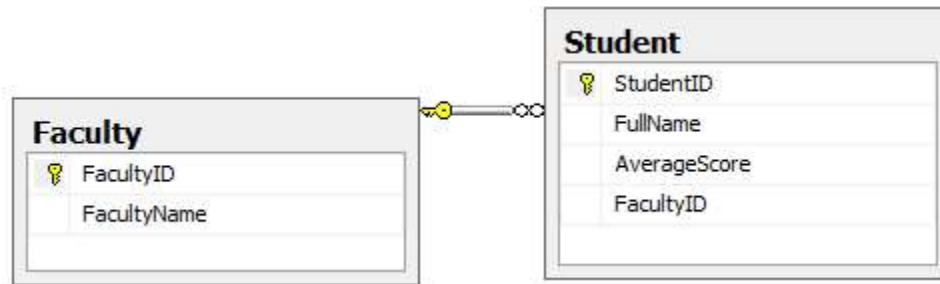 Faculty
FacultyID
FacultyName
Student
StudentID
FullName
AverageScore
FacultyID